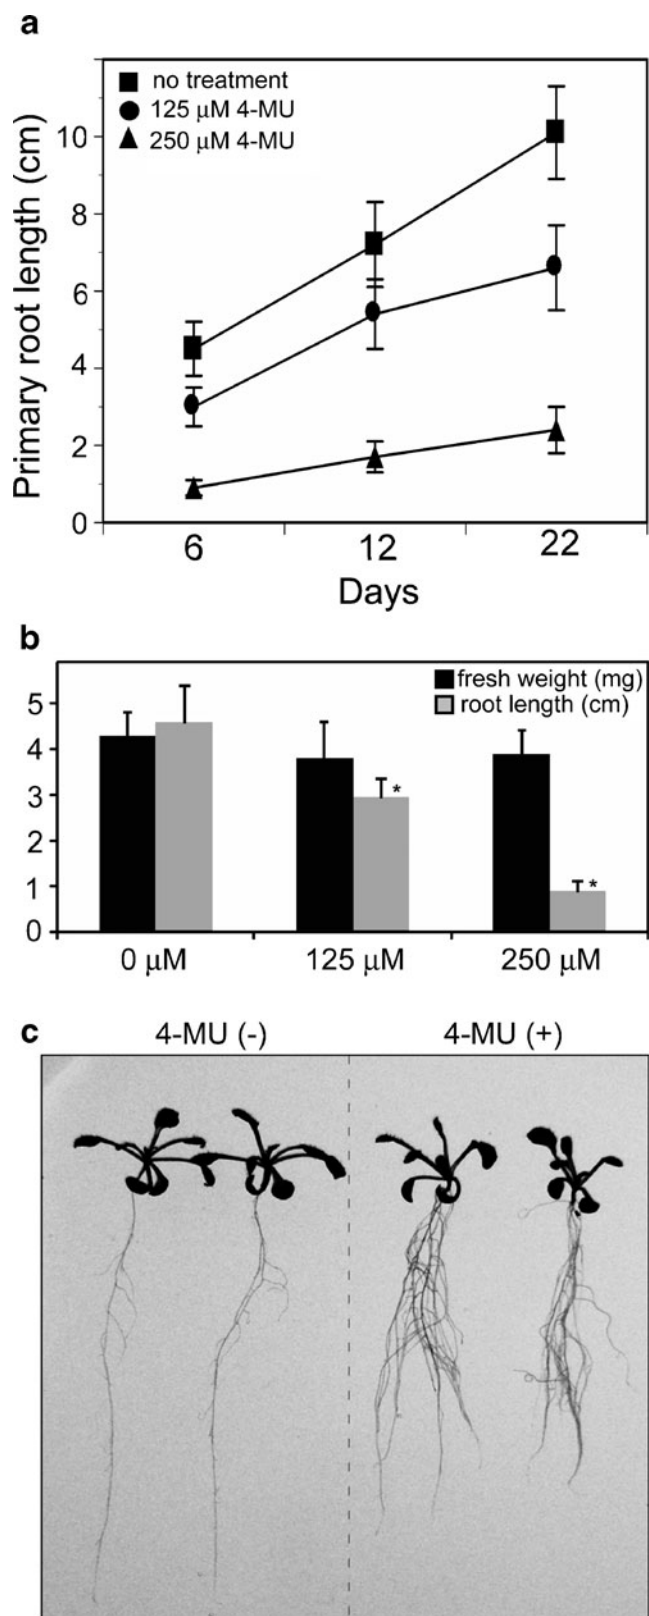 a
no treatment
125 μM 4-MU
250 μM 4-MU
Primary root length (cm)
10
8
6
4
2
0
6 12 22
Days
b
fresh weight (mg)
root length (cm)
5
4
3
2
1
0
*
*
0 μM 125 μM 250 μM
c
4-MU (-) 4-MU (+)